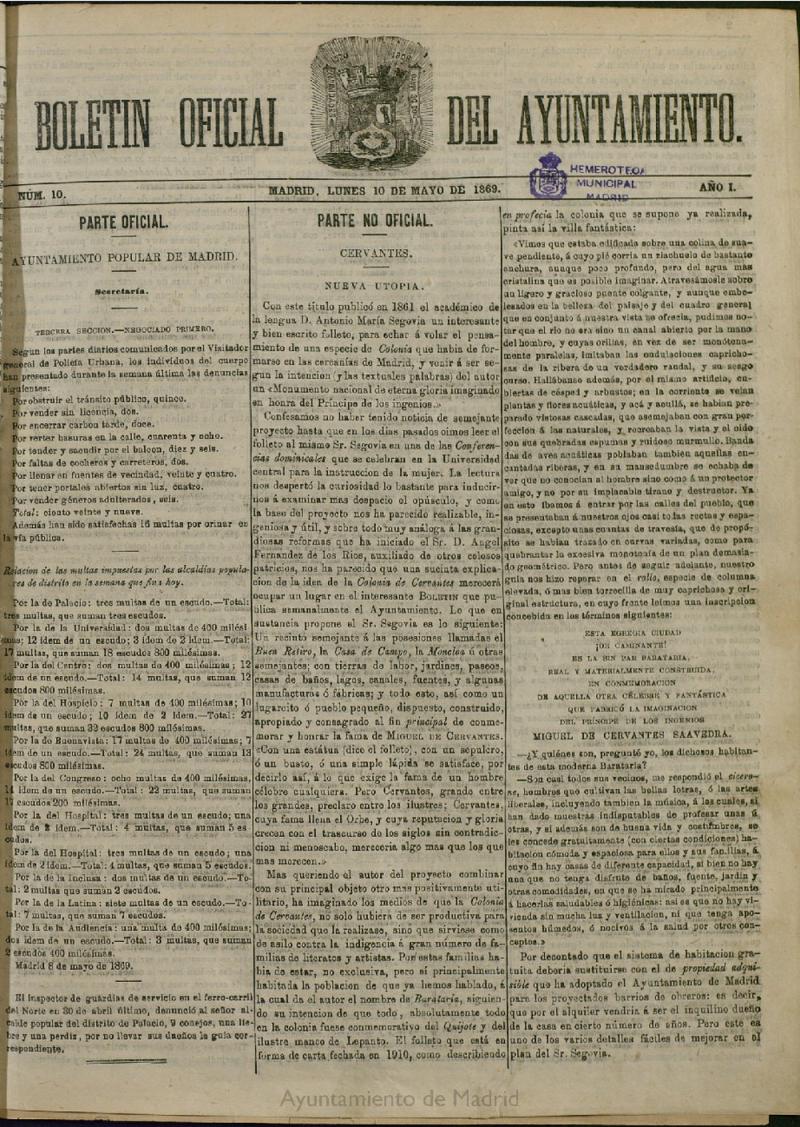 BOLETIN OFICIAL DEL AYUNTAMIENTO.
HEMEROTECA
MUNICIPAL
MADRID
NÚM. 10.
MADRID, LUNES 10 DE MAYO DE 1869.
AÑO I.
PARTE OFICIAL.
AYUNTAMIENTO POPULAR DE MADRID.
Secretaría.
TERCERA SECCION.—NEGOCIADO PRIMERO.
Segun los partes diarios comunicados por el Visitador
general de Policía Urbana, los individuos del cuerpo
han presentado durante la semana última las denuncias
siguientes:
Por obstruir el tránsito público, quince.
Por vender sin licencia, dos.
Por encerrar carbon tarde, doce.
Por verter basuras en la calle, cuarenta y ocho.
Por tender y sacudir por el balcon, diez y seis.
Por faltas de cocheros y carreteros, dos.
Por llenar en fuentes de vecindad, veinte y cuatro.
Por tener portales abiertos sin luz, cuatro.
Por vender géneros adulterados, seis.
Total: ciento veinte y nueve.
Además han sido satisfechas 16 multas por orinar en
la vía pública.
Relacion de las multas impuestas por las alcaldías popula-
res de distrito en la semana que fina hoy.
Por la de Palacio: tres multas de un escudo.—Total:
tres multas, que suman tres escudos.
Por la de la Universidad: dos multas de 400 milési-
mas; 12 idem de un escudo; 3 idem de 2 idem.—Total:
17 multas, que suman 18 escudos 800 milésimas.
Por la del Centro: dos multas de 400 milésimas; 12
idem de un escudo.—Total: 14 multas, que suman 12
escudos 800 milésimas.
Por la del Hospicio: 7 multas de 400 milésimas; 10
idem de un escudo; 10 idem de 2 idem.—Total: 27
multas, que suman 32 escudos 800 milésimas.
Por la de Buenavista: 17 multas de 400 milésimas; 7
idem de un escudo.—Total: 24 multas, que suman 13
escudos 800 milésimas.
Por la del Congreso: ocho multas de 400 milésimas,
14 idem de un escudo.—Total: 22 multas, que suman
17 escudos 200 milésimas.
Por la del Hospital: tres multas de un escudo; una
idem de 2 idem.—Total: 4 multas, que suman 5 es-
cudos.
Por la del Hospital: tres multas de un escudo; una
idem de 2 idem.—Total: 4 multas, que suman 5 escudos.
Por la de la Inclusa: dos multas de un escudo.—To-
tal: 2 multas que suman 2 escudos.
Por la de la Latina: siete multas de un escudo.—To-
tal: 7 multas, que suman 7 escudos.
Por la de la Audiencia: una multa de 400 milésimas;
dos idem de un escudo.—Total: 3 multas, que suman
2 escudos 400 milésimas.
Madrid 8 de mayo de 1869.
El inspector de guardias de servicio en el ferro-carril
del Norte en 30 de abril último, denunció al señor al-
calde popular del distrito de Palacio, 9 conejos, una lie-
bre y una perdiz, por no llevar sus dueños la guia cor-
respondiente.
PARTE NO OFICIAL.
CERVANTES.
NUEVA UTOPIA.
Con este título publicó en 1861 el académico de
la lengua D. Antonio María Segovia un interesante
y bien escrito folleto, para echar á volar el pensa-
miento de una especie de Colonia que habia de for-
marse en las cercanías de Madrid, y venir á ser se-
gun la intencion (y las textuales palabras) del autor
un «Monumento nacional de eterna gloria imaginado
en honra del Príncipe de los ingenios.»
Confesamos no haber tenido noticia de semejante
proyecto hasta que en los dias pasados oimos leer el
folleto al mismo Sr. Segovia en una de las Conferen-
cias dominicales que se celebran en la Universidad
central para la instruccion de la mujer. La lectura
nos despertó la curiosidad lo bastante para inducir-
nos á examinar mas despacio el opúsculo, y como
la base del proyecto nos ha parecido realizable, in-
geniosa y útil, y sobre todo muy análoga á las gran-
diosas reformas que ha iniciado el Sr. D. Angel
Fernandez de los Rios, auxiliado de otros celosos
patricios, nos ha parecido que una sucinta explica-
cion de la idea de la Colonia de Cervantes merecerá
ocupar un lugar en el interesante BOLETIN que pu-
blica semanalmente el Ayuntamiento. Lo que en
sustancia propone el Sr. Segovia es lo siguiente:
Un recinto semejante á las posesiones llamadas el
Buen Retiro, la Casa de Campo, la Moncloa ú otras
semejantes; con tierras de labor, jardines, paseos,
casas de baños, lagos, canales, fuentes, y algunas
manufacturas ó fábricas; y todo esto, así como un
lugarcito ó pueblo pequeño, dispuesto, construido,
apropiado y consagrado al fin principal de conme-
morar y honrar la fama de MIGUEL DE CERVANTES.
«Con una estátua (dice el folleto), con un sepulcro,
ó un busto, ó una simple lápida se satisface, por
decirlo así, á lo que exige la fama de un hombre
célebre cualquiera. Pero Cervantes, grande entre
los grandes, preclaro entre los ilustres; Cervantes,
cuya fama llena el Orbe, y cuya reputacion y gloria
crecen con el trascurso de los siglos sin contradic-
cion ni menoscabo, mereceria algo mas que los que
mas merecen.»
Mas queriendo el autor del proyecto combinar
con su principal objeto otro mas positivamente uti-
litario, ha imaginado los medios de que la Colonia
de Cervantes, no solo hubiera de ser productiva para
la sociedad que la realizase, sino que sirviese como
de asilo contra la indigencia á gran número de fa-
milias de literatos y artistas. Por estas familias ha-
bia de estar, no exclusiva, pero sí principalmente
habitada la poblacion de que ya hemos hablado, á
la cual da el autor el nombre de Barataria, siguien-
do su intencion de que todo, absolutamente todo
en la colonia fuese conmemorativo del Quijote y del
ilustre manco de Lepanto. El folleto que está en
forma de carta fechada en 1910, como describiendo
en profecía la colonia que se supone ya realizada,
pinta así la villa fantástica:
«Vimos que estaba edificada sobre una colina de sua-
ve pendiente, á cuyo pié corria un riachuelo de bastante
anchura, aunque poco profundo, pero del agua mas
cristalina que es posible imaginar. Atravesámosle sobre
un ligero y gracioso puente colgante, y aunque embe-
lesados en la belleza del paisaje y del cuadro general
que en conjunto á nuestra vista se ofrecia, pudimos no-
tar que el rio no era sino un canal abierto por la mano
del hombre, y cuyas orillas, en vez de ser monótona-
mente paralelas, imitaban las ondulaciones caprichо-
sas de la ribera de un verdadero raudal, y su sesgo
curso. Hallábanse además, por el mismo artificio, cu-
biertas de césped y arbustos; en la corriente se veian
plantas y flores acuáticas, y acá y acullá, se habian pre-
parado vistosas cascadas, que asemejaban con gran per-
feccion á las naturales, y recreaban la vista y el oido
con sus quebradas espumas y ruidoso murmullo. Banda-
das de aves acuáticas poblaban tambien aquellas en-
cantadas riberas, y en su mansedumbre se echaba de
ver que no conocian al hombre sino como á un protector
amigo, y no por su implacable tirano y destructor. Ya
en esto íbamos á entrar por las calles del pueblo, que
se presentaban á nuestros ojos casi todas rectas y espa-
ciosas, excepto unas cuantas de travesía, que de propó-
sito se habian trazado en curvas variadas, como para
quebrantar la excesiva monotonía de un plan demasia-
do geométrico. Pero antes de seguir adelante, nuestro
guia nos hizo reparar en el rollo, especie de columna
elevada, ó mas bien torrecilla de muy caprichosa y ori-
ginal estructura, en cuyo frente leimos una inscripcion
concebida en los términos siguientes:
ESTA EGREGIA CIUDAD
¡OH CAMINANTE!
ES LA SIN PAR BARATARIA,
REAL Y MATERIALMENTE CONSTRUIDA,
EN CONMEMORACION
DE AQUELLA OTRA CÉLEBRE Y FANTÁSTICA
QUE FABRICÓ LA IMAGINACION
DEL PRÍNCIPE DE LOS INGENIOS
MIGUEL DE CERVANTES SAAVEDRA.
—¿Y quiénes son, pregunté yo, los dichosos habitan-
tes de esta moderna Barataria?
—Son casi todos sus vecinos, me respondió el cicero-
ne, hombres que cultivan las bellas letras, ó las artes
liberales, incluyendo tambien la música, á los cuales, si
han dado muestras indisputables de profesar unas ú
otras, y si además son de buena vida y costumbres, se
les concede gratuitamente (con ciertas condiciones) ha-
bitacion cómoda y espaciosa para ellos y sus familias, á
cuyo fin hay casas de diferente capacidad, si bien no hay
una que no tenga disfrute de baños, fuente, jardin y
otras comodidades, en que se ha mirado principalmente
á hacerlas saludables é higiénicas: así es que no hay vi-
vienda sin mucha luz y ventilacion, ni que tenga apo-
sentos húmedos, ó nocivos á la salud por otros con-
ceptos.»
Por decontado que el sistema de habitacion gra-
tuita deberia sustituirse con el de propiedad adqui-
sible que ha adoptado el Ayuntamiento de Madrid
para los proyectados barrios de obreros: es decir,
que por el alquiler vendria á ser el inquilino dueño
de la casa en cierto número de años. Pero este es
uno de los varios detalles fáciles de mejorar en el
plan del Sr. Segovia.
Ayuntamiento de Madrid